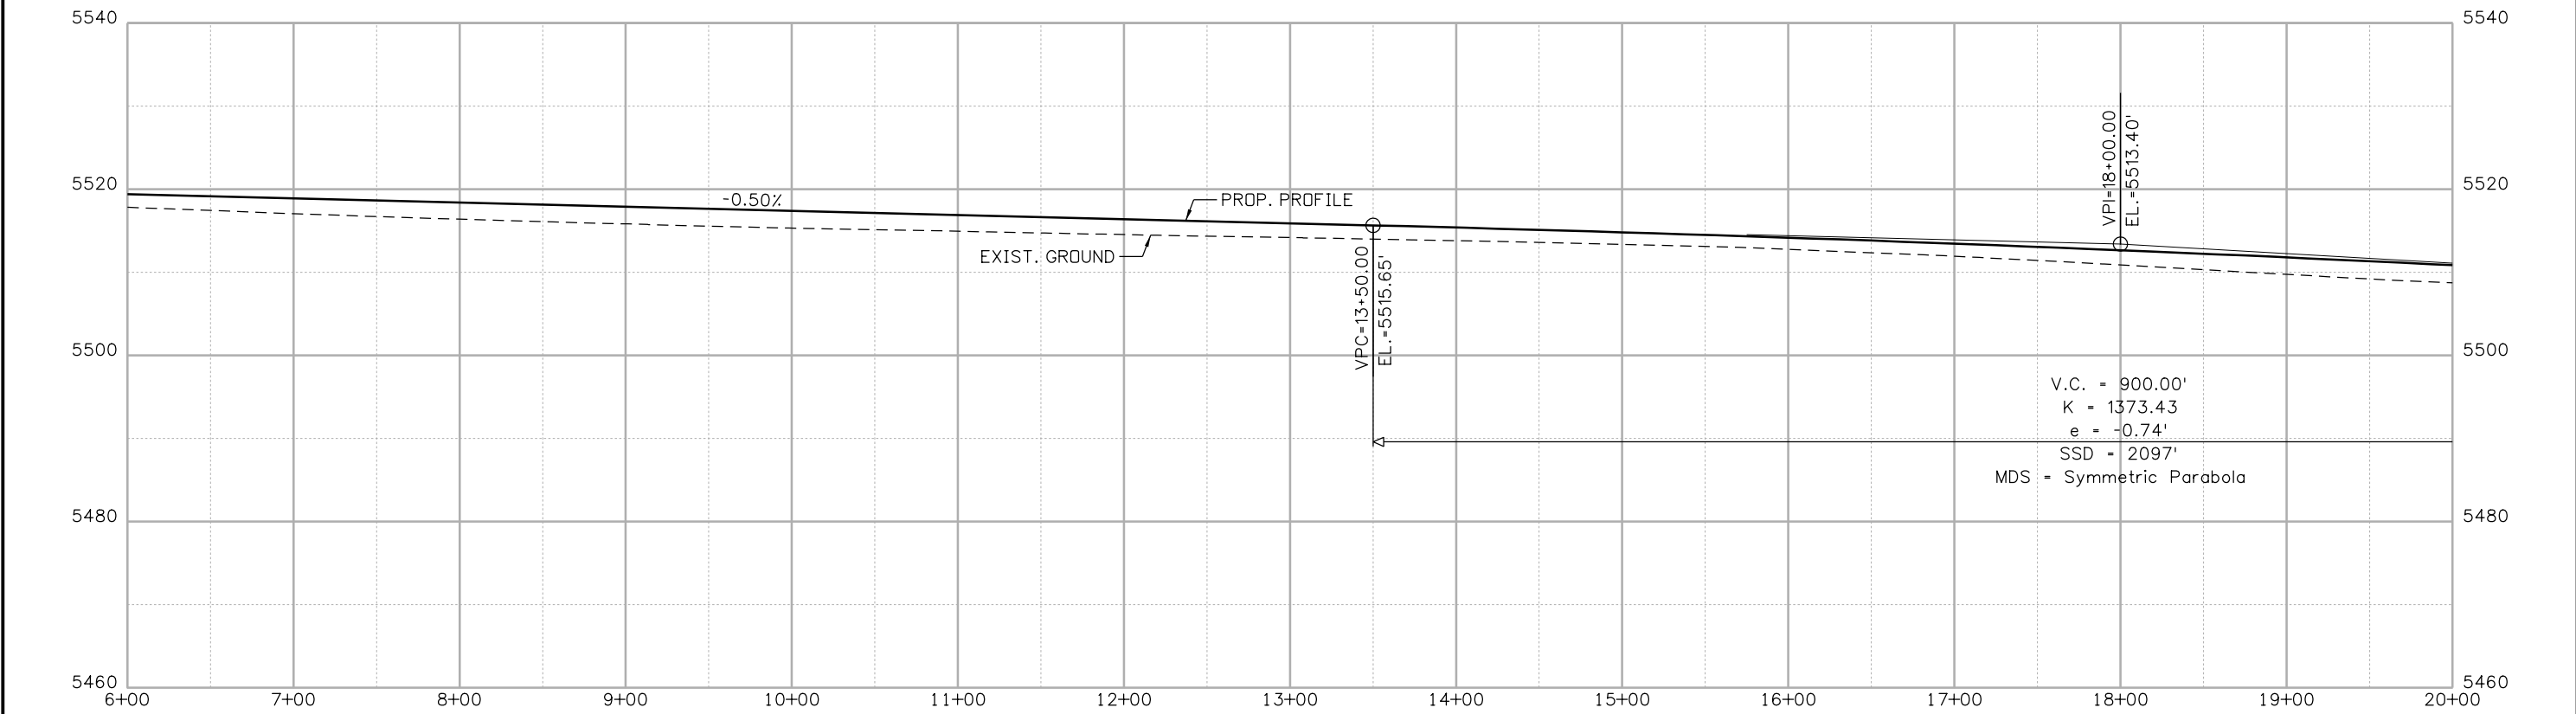 5540
5540
5520
5520
-0.50%
PROP. PROFILE
EXIST. GROUND
VPC=13+50.00
EL.=5515.65'
VPI=18+00.00
EL.=5513.40'
5500
5500
V.C. = 900.00'
K = 1373.43
e = -0.74'
SSD = 2097'
MDS = Symmetric Parabola
5480
5480
5460
5460
6+00 7+00 8+00 9+00 10+00 11+00 12+00 13+00 14+00 15+00 16+00 17+00 18+00 19+00 20+00